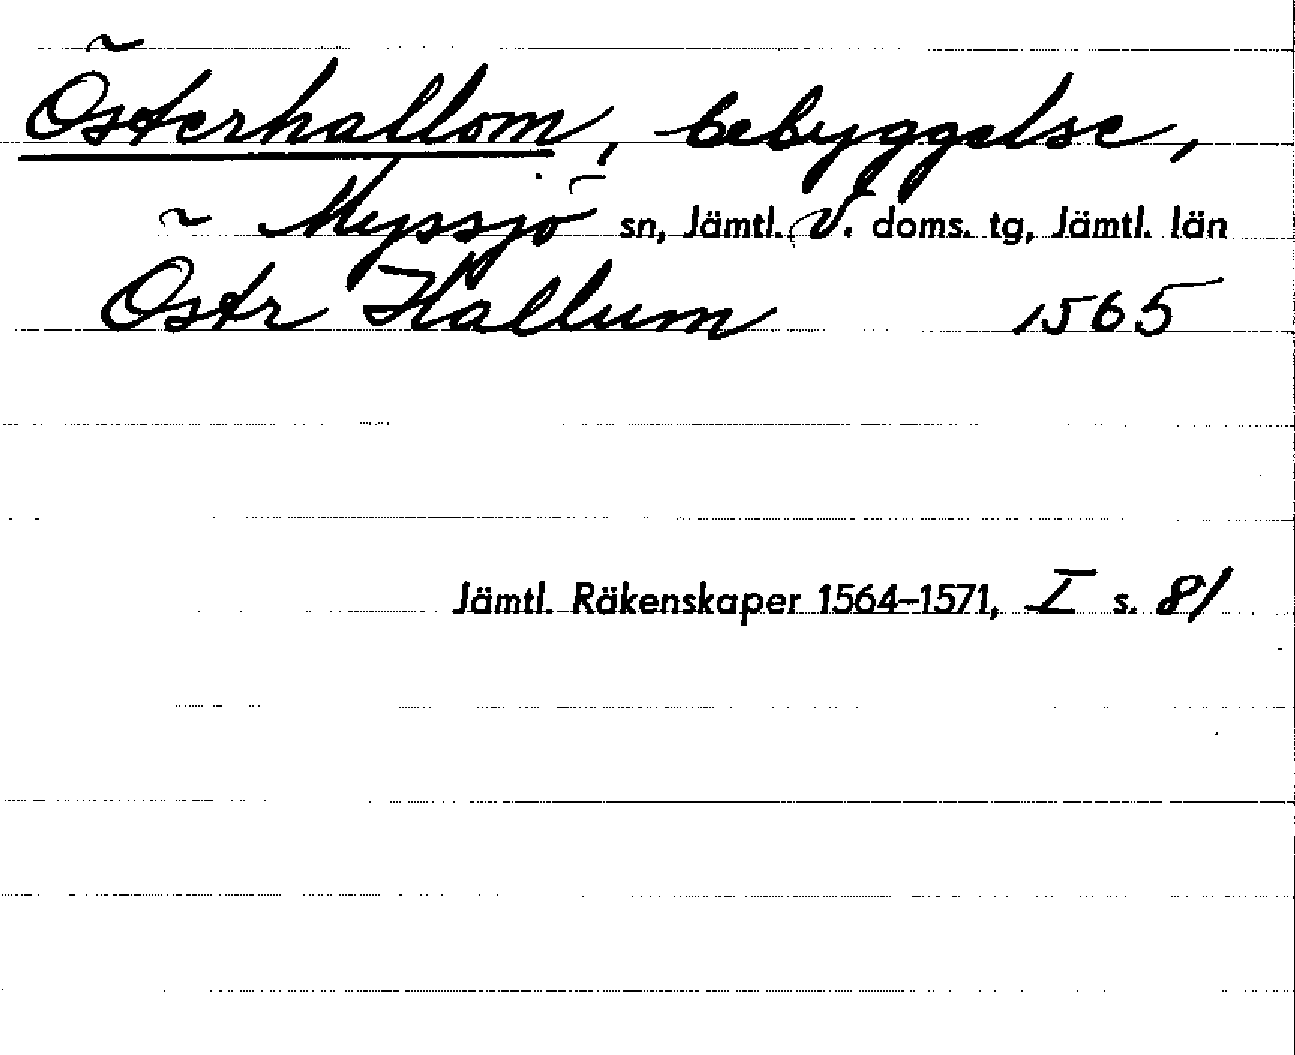 Österhallom, bebyggelse,
Myssjö sn, Jämtl. V. doms. tg, Jämtl. län
Östr Hallum 1565
Jämtl. Räkenskaper 1564-1571, I s. 81